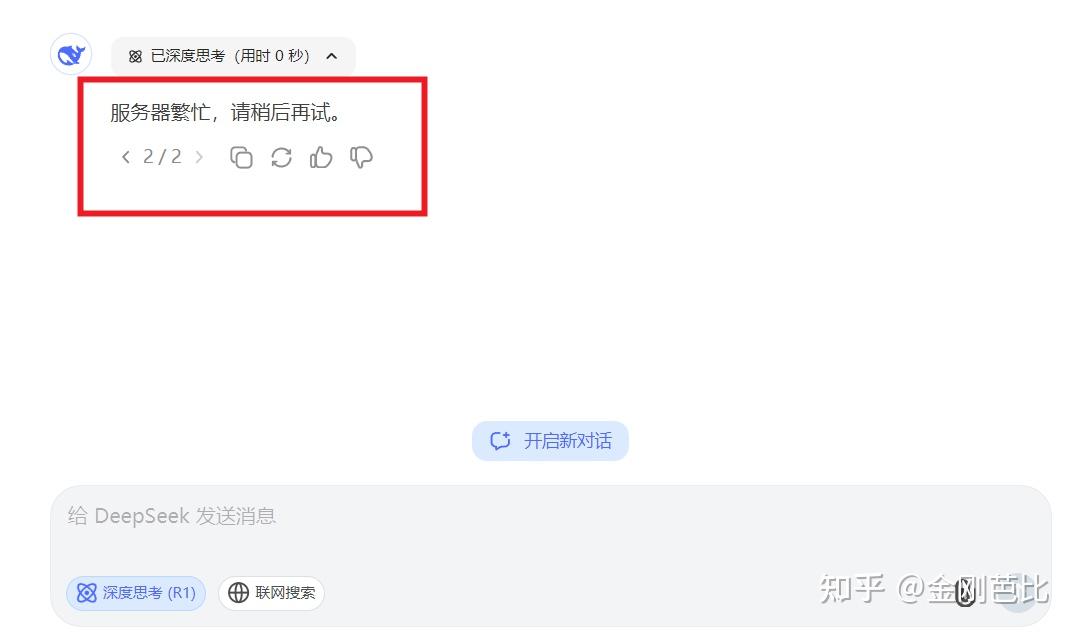 已深度思考（用时 0 秒）
服务器繁忙，请稍后再试。
2 / 2
开启新对话
给 DeepSeek 发送消息
深度思考 (R1)
联网搜索
知乎 @金刚芭比